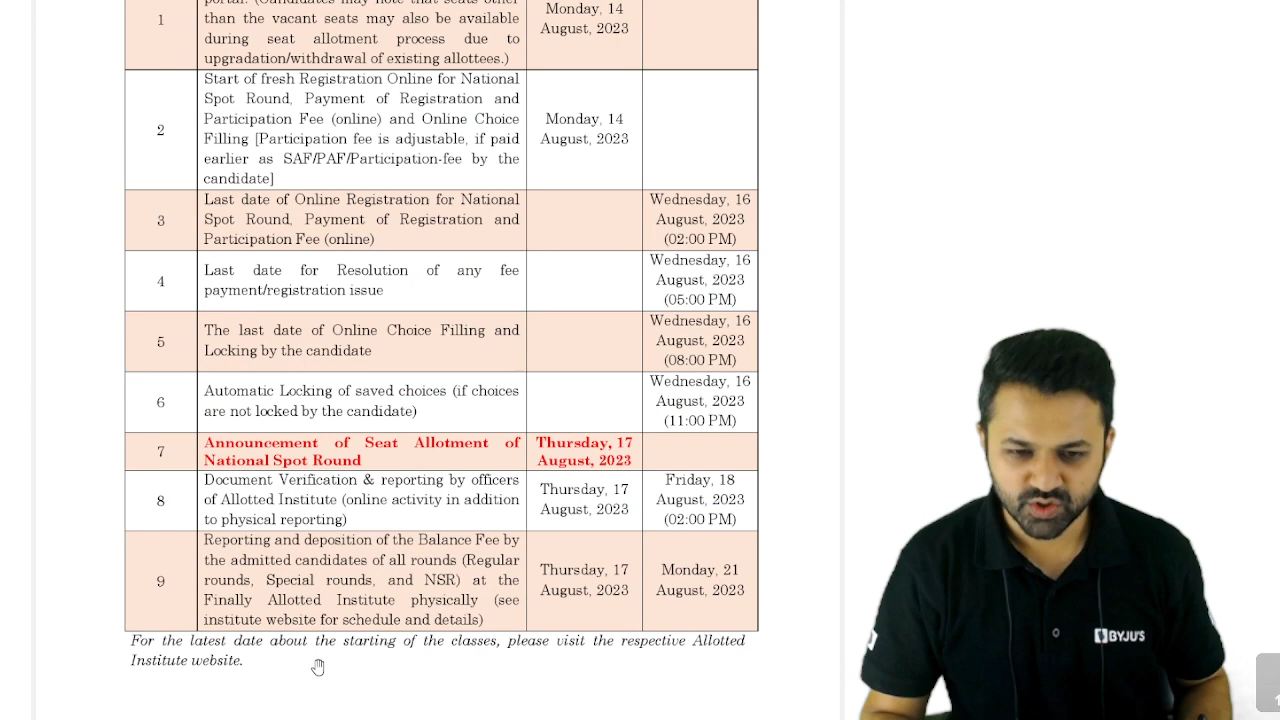 portal. (Candidates may note that seats other
than the vacant seats may also be available
during seat allotment process due to
upgradation/withdrawal of existing allottees.)
1
Monday, 14
August, 2023
Start of fresh Registration Online for National
Spot Round, Payment of Registration and
Participation Fee (online) and Online Choice
Filling [Participation fee is adjustable, if paid
earlier as SAF/PAF/Participation-fee by the
candidate]
2
Monday, 14
August, 2023
3
Last date of Online Registration for National
Spot Round, Payment of Registration and
Participation Fee (online)
Wednesday, 16
August, 2023
(02:00 PM)
4
Last date for Resolution of any fee
payment/registration issue
Wednesday, 16
August, 2023
(05:00 PM)
5
The last date of Online Choice Filling and
Locking by the candidate
Wednesday, 16
August, 2023
(08:00 PM)
6
Automatic Locking of saved choices (if choices
are not locked by the candidate)
Wednesday, 16
August, 2023
(11:00 PM)
7
Announcement of Seat Allotment of
National Spot Round
Thursday, 17
August, 2023
8
Document Verification & reporting by officers
of Allotted Institute (online activity in addition
to physical reporting)
Thursday, 17
August, 2023
Friday, 18
August, 2023
(02:00 PM)
9
Reporting and deposition of the Balance Fee by
the admitted candidates of all rounds (Regular
rounds, Special rounds, and NSR) at the
Finally Allotted Institute physically (see
institute website for schedule and details)
Thursday, 17
August, 2023
Monday, 21
August, 2023
For the latest date about the starting of the classes, please visit the respective Allotted
Institute website.
BYJU'S